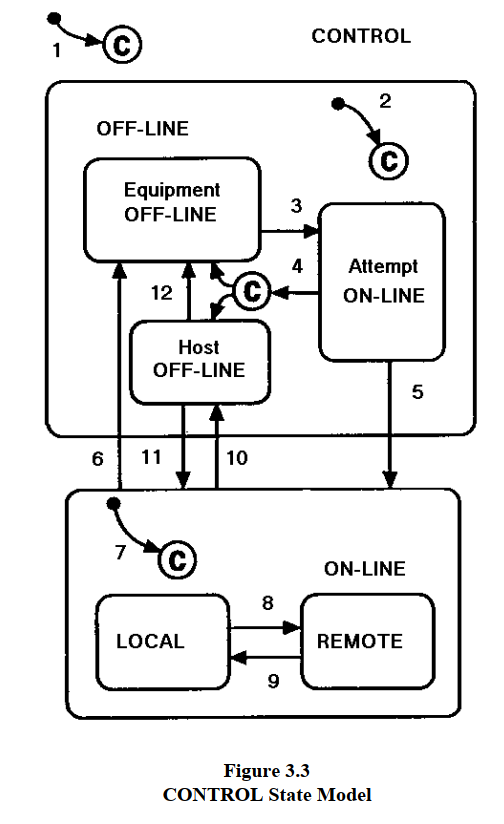 CONTROL
1
C
2
OFF-LINE
C
Equipment
OFF-LINE
3
Attempt
ON-LINE
4
12
C
Host
OFF-LINE
5
6
11
10
7
C
ON-LINE
8
LOCAL
REMOTE
9
Figure 3.3
CONTROL State Model